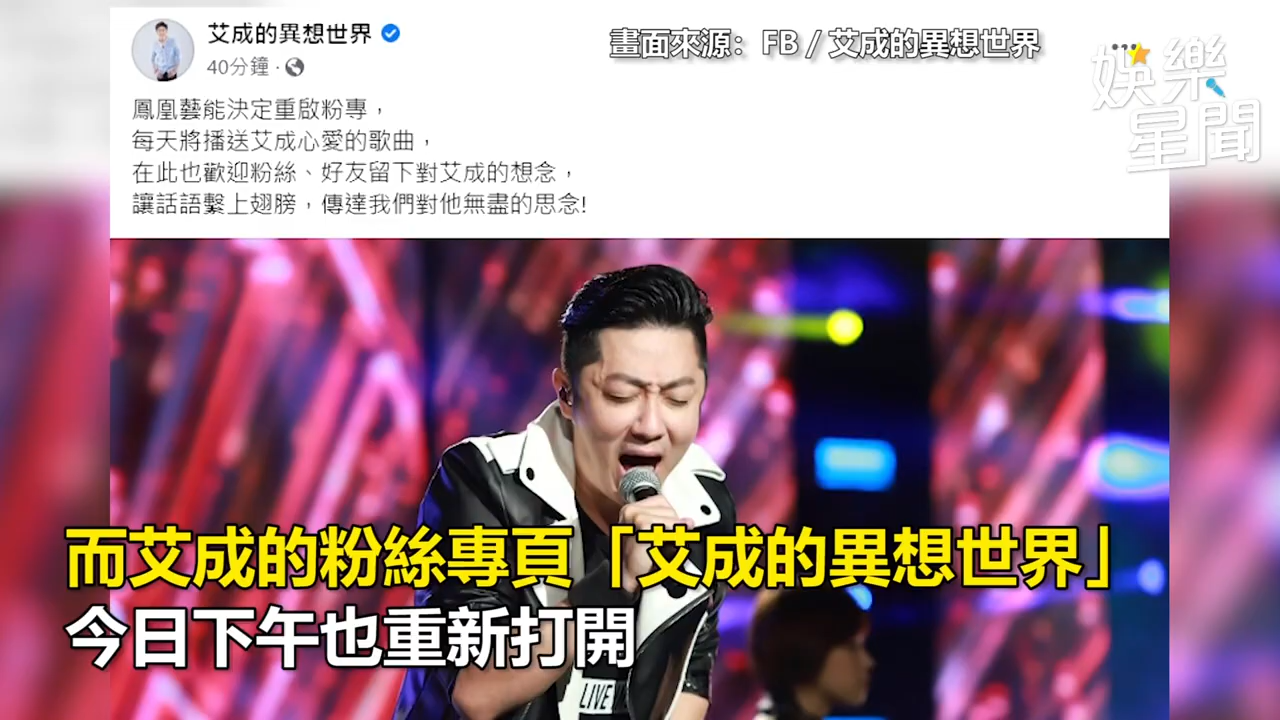 艾成的異想世界
40分鐘 ·
畫面來源：FB / 艾成的異想世界
娛樂
星聞
鳳凰藝能決定重啟粉專，
每天將播送艾成心愛的歌曲，
在此也歡迎粉絲、好友留下對艾成的想念，
讓話語繫上翅膀，傳達我們對他無盡的思念!
而艾成的粉絲專頁「艾成的異想世界」
今日下午也重新打開
LIVE